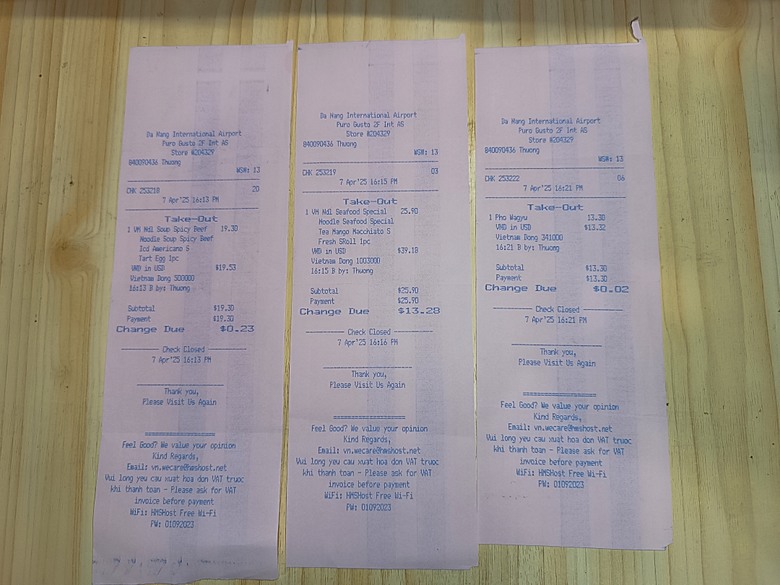 Da Nang International Airport
Puro Gusto 2F Int AS
Store #204329
840090436 Thuong
WSW: 13
CHK 253218 20
7 Apr'25 16:13 PM
Take-Out
1 VM Ndl Soup Spicy Beef 19.30
Noodle Soup Spicy Beef
Icd Americano S
Tart Egg 1pc
VND in USD $19.53
Vietnam Dong 500000
16:13 B by: Thuong
Subtotal $19.30
Payment $19.30
Change Due $0.23
Check Closed
7 Apr'25 16:13 PM
Thank you,
Please Visit Us Again
Feel Good? We value your opinion
Kind Regards,
Email: vn.wecare@hmshost.net
Vui long yeu cau xuat hoa don VAT truoc
khi thanh toan - Please ask for VAT
invoice before payment
WiFi: HMSHost Free Wi-Fi
PW: 01092023
Da Nang International Airport
Puro Gusto 2F Int AS
Store #204329
840090436 Thuong
WSW: 13
CHK 253219 03
7 Apr'25 16:15 PM
Take-Out
1 VM Ndl Seafood Special 25.90
Noodle Seafood Special
Tea Mango Macchiato S
Fresh SRoll 1pc
VND in USD $39.18
Vietnam Dong 1003000
16:15 B by: Thuong
Subtotal $25.90
Payment $25.90
Change Due $13.28
Check Closed
7 Apr'25 16:16 PM
Thank you,
Please Visit Us Again
Feel Good? We value your opinion
Kind Regards,
Email: vn.wecare@hmshost.net
Vui long yeu cau xuat hoa don VAT truoc
khi thanh toan - Please ask for VAT
invoice before payment
WiFi: HMSHost Free Wi-Fi
PW: 01092023
Da Nang International Airport
Puro Gusto 2F Int AS
Store #204329
840090436 Thuong
WSW: 13
CHK 253222 06
7 Apr'25 16:21 PM
Take-Out
1 Pho Wagyu 13.30
VND in USD $13.32
Vietnam Dong 341000
16:21 B by: Thuong
Subtotal $13.30
Payment $13.30
Change Due $0.02
Check Closed
7 Apr'25 16:21 PM
Thank you,
Please Visit Us Again
Feel Good? We value your opinion
Kind Regards,
Email: vn.wecare@hmshost.net
Vui long yeu cau xuat hoa don VAT truoc
khi thanh toan - Please ask for VAT
invoice before payment
WiFi: HMSHost Free Wi-Fi
PW: 01092023